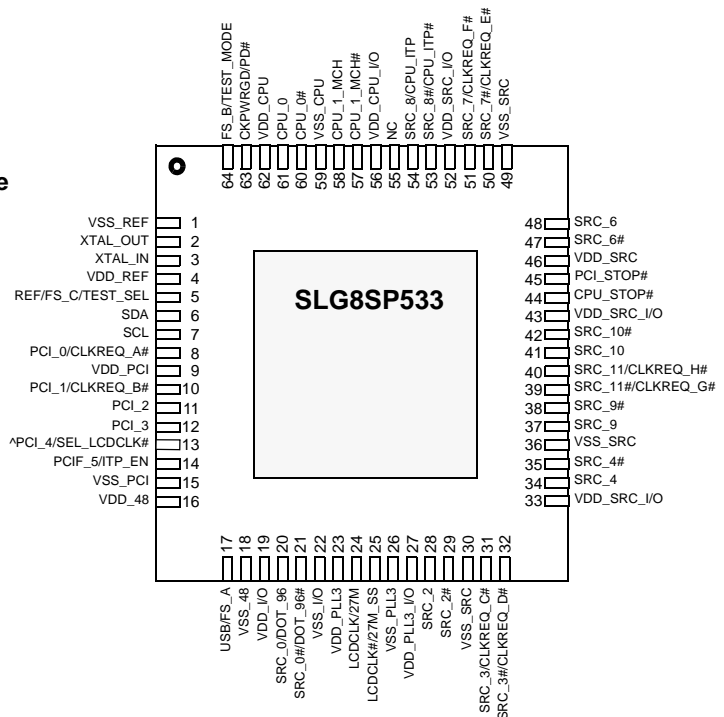 FS_B/TEST_MODE
CKPWRGD/PD#
VDD_CPU
CPU_0
CPU_0#
VSS_CPU
CPU_1_MCH
CPU_1_MCH#
VDD_CPU_I/O
NC
SRC_8/CPU_ITP
SRC_8#/CPU_ITP#
VDD_SRC_I/O
SRC_7/CLKREQ_F#
SRC_7#/CLKREQ_E#
VSS_SRC
64 63 62 61 60 59 58 57 56 55 54 53 52 51 50 49
e
VSS_REF 1
XTAL_OUT 2
XTAL_IN 3
VDD_REF 4
REF/FS_C/TEST_SEL 5
SDA 6
SCL 7
PCI_0/CLKREQ_A# 8
VDD_PCI 9
PCI_1/CLKREQ_B# 10
PCI_2 11
PCI_3 12
^PCI_4/SEL_LCDCLK# 13
PCIF_5/ITP_EN 14
VSS_PCI 15
VDD_48 16
SLG8SP533
48 SRC_6
47 SRC_6#
46 VDD_SRC
45 PCI_STOP#
44 CPU_STOP#
43 VDD_SRC_I/O
42 SRC_10#
41 SRC_10
40 SRC_11/CLKREQ_H#
39 SRC_11#/CLKREQ_G#
38 SRC_9#
37 SRC_9
36 VSS_SRC
35 SRC_4#
34 SRC_4
33 VDD_SRC_I/O
17 18 19 20 21 22 23 24 25 26 27 28 29 30 31 32
USB/FS_A
VSS_48
VDD_I/O
SRC_0/DOT_96
SRC_0#/DOT_96#
VSS_I/O
VDD_PLL3
LCDCLK/27M
LCDCLK#/27M_SS
VSS_PLL3
VDD_PLL3_I/O
SRC_2
SRC_2#
VSS_SRC
SRC_3/CLKREQ_C#
SRC_3#/CLKREQ_D#